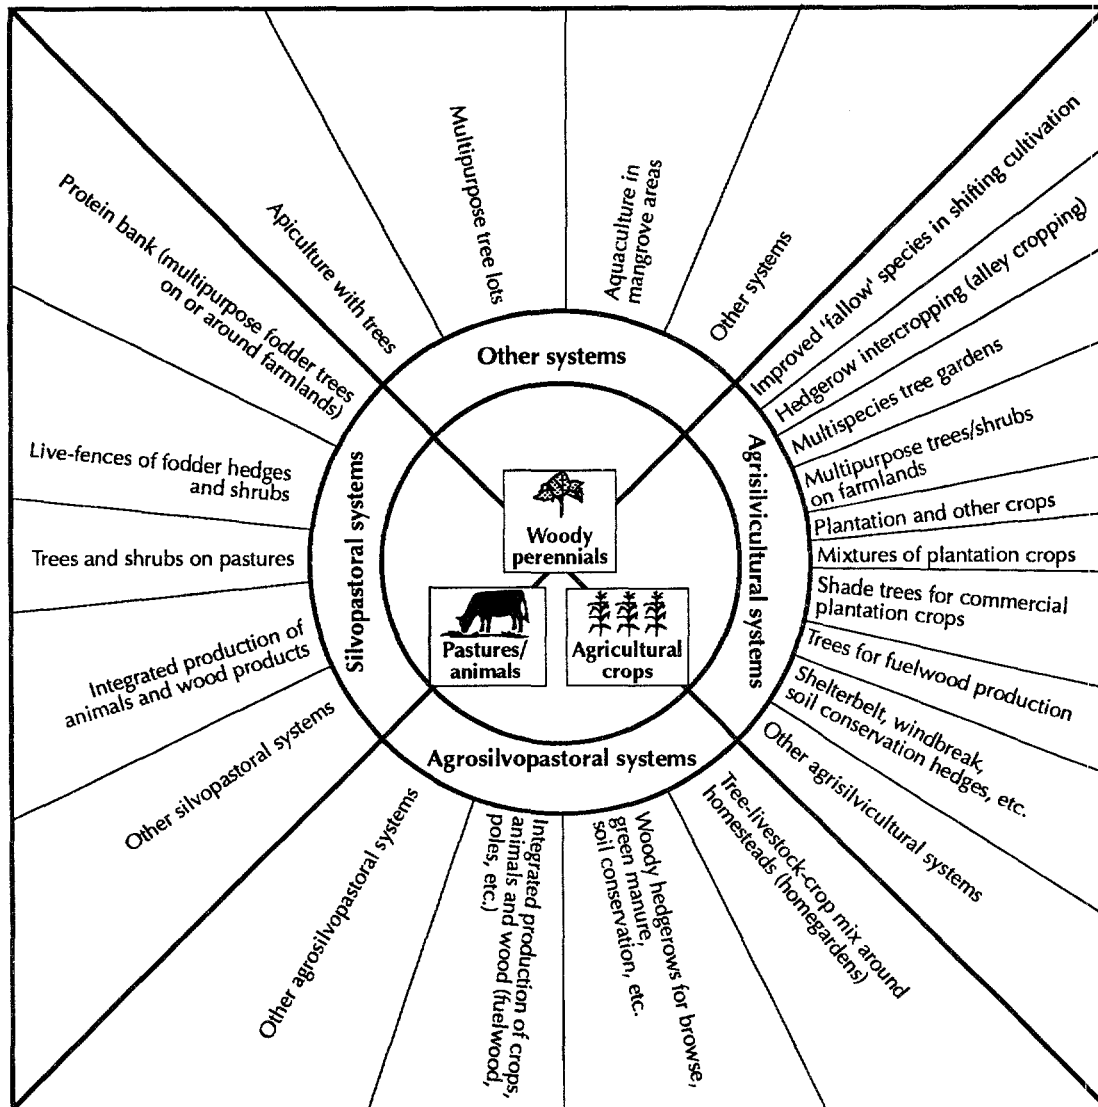 Apiculture with trees
Multipurpose tree lots
Aquaculture in
mangrove areas
Other systems
Improved 'fallow' species in shifting cultivation
Hedgerow intercropping (alley cropping)
Multispecies tree gardens
Multipurpose trees/shrubs
on farmlands
Plantation and other crops
Mixtures of plantation crops
Shade trees for commercial
plantation crops
Trees for fuelwood production
Shelterbelt, windbreak,
soil conservation hedges, etc.
Other agrisilvicultural systems
Tree-livestock-crop mix around
homesteads (homegardens)
Woody hedgerows for browse,
green manure,
soil conservation, etc.
Integrated production of crops,
animals and wood (fuelwood,
poles, etc.)
Other agrosilvopastoral systems
Other silvopastoral systems
Integrated production of
animals and wood products
Trees and shrubs on pastures
Live-fences of fodder hedges
and shrubs
Protein bank (multipurpose fodder trees
on or around farmlands)
Other systems
Agrisilvicultural systems
Agrosilvopastoral systems
Silvopastoral systems
Woody
perennials
Pastures/
animals
Agricultural
crops